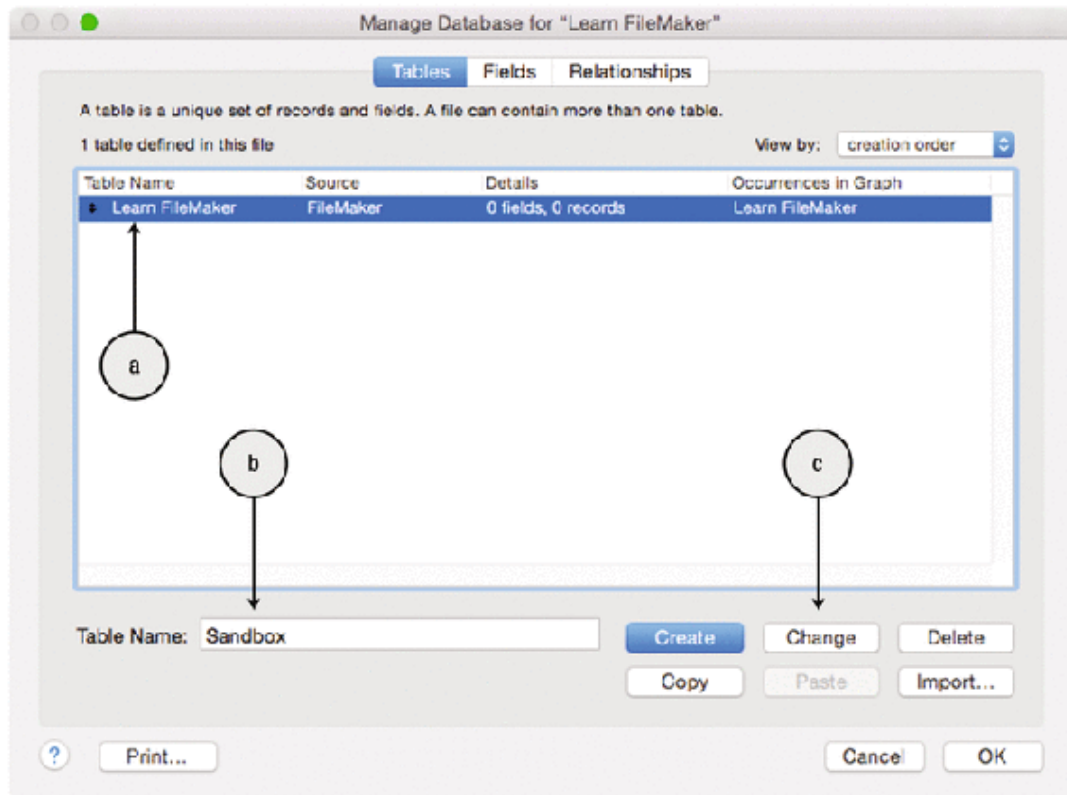 Manage Database for "Learn FileMaker"
Tables Fields Relationships
A table is a unique set of records and fields. A file can contain more than one table.
1 table defined in this file View by: creation order
Table Name Source Details Occurrences in Graph
Learn FileMaker FileMaker 0 fields, 0 records Learn FileMaker
a
b c
Table Name: Sandbox Create Change Delete
Copy Paste Import...
? Print... Cancel OK